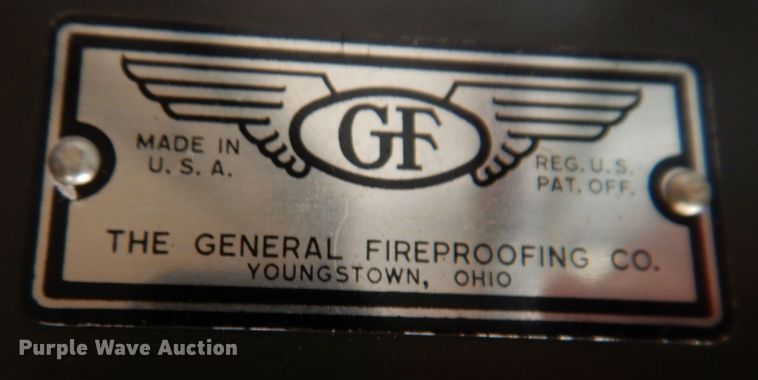 GF
MADE IN
U. S. A.
REG. U. S.
PAT. OFF.
THE GENERAL FIREPROOFING CO.
YOUNGSTOWN, OHIO
Purple Wave Auction